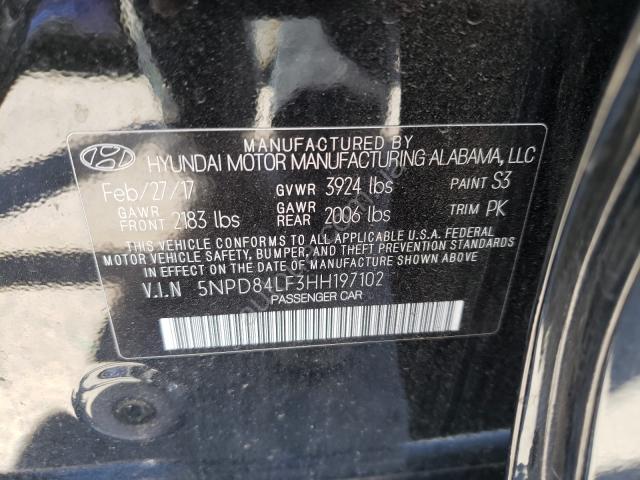 MANUFACTURED BY
HYUNDAI MOTOR MANUFACTURING ALABAMA, LLC
Feb/27/17 GVWR 3924 lbs PAINT S3
GAWR FRONT 2183 lbs GAWR REAR 2006 lbs TRIM PK
THIS VEHICLE CONFORMS TO ALL APPLICABLE U.S.A. FEDERAL
MOTOR VEHICLE SAFETY, BUMPER, AND THEFT PREVENTION STANDARDS
IN EFFECT ON THE DATE OF MANUFACTURE SHOWN ABOVE.
V.I.N 5NPD84LF3HH197102
PASSENGER CAR